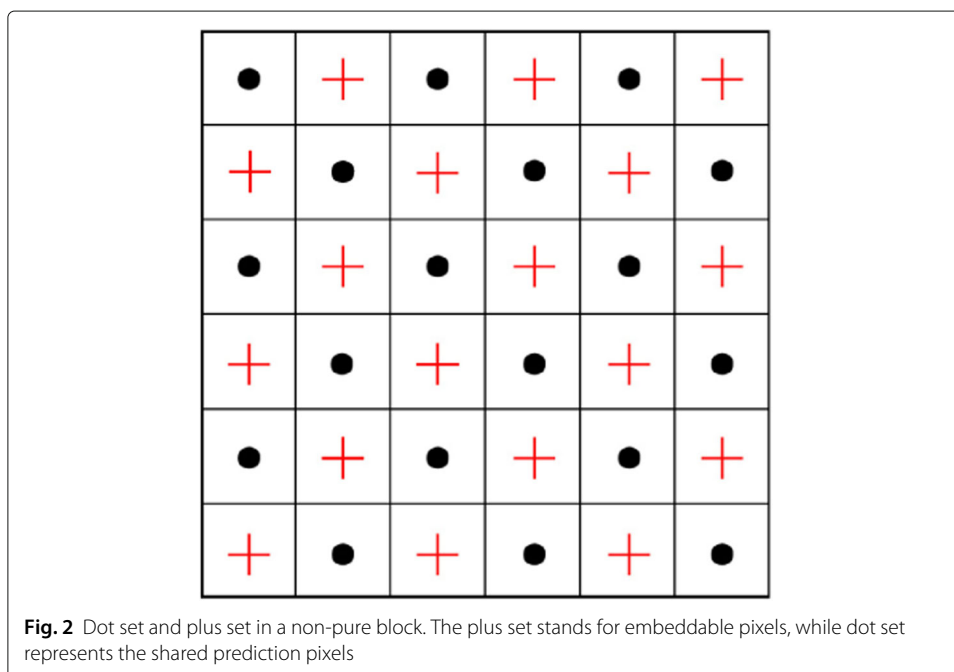 Fig. 2 Dot set and plus set in a non-pure block. The plus set stands for embeddable pixels, while dot set
represents the shared prediction pixels